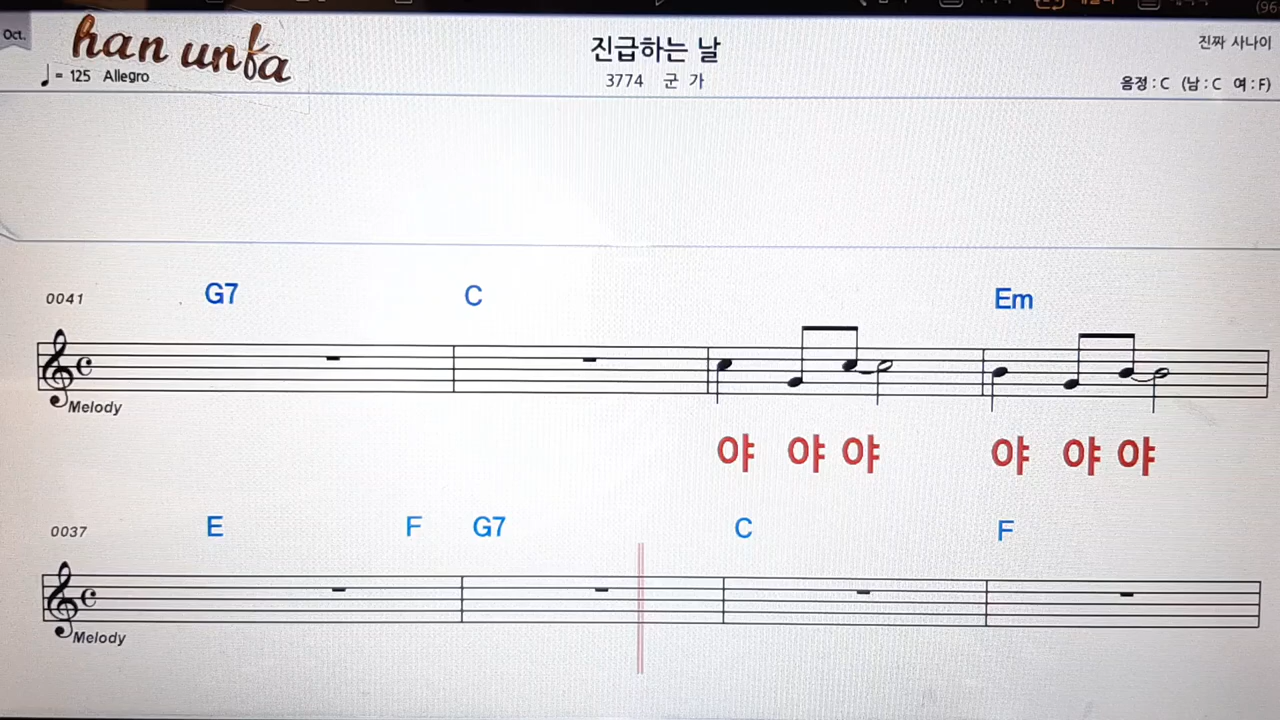 Oct.
han unfa
진급하는 날
진짜 사나이
♩= 125 Allegro
3774 군 가
음정 : C (남 : C 여 : F)
0041 G7 C Em
Melody
야 야 야 야 야 야
0037 E F G7 C F
Melody